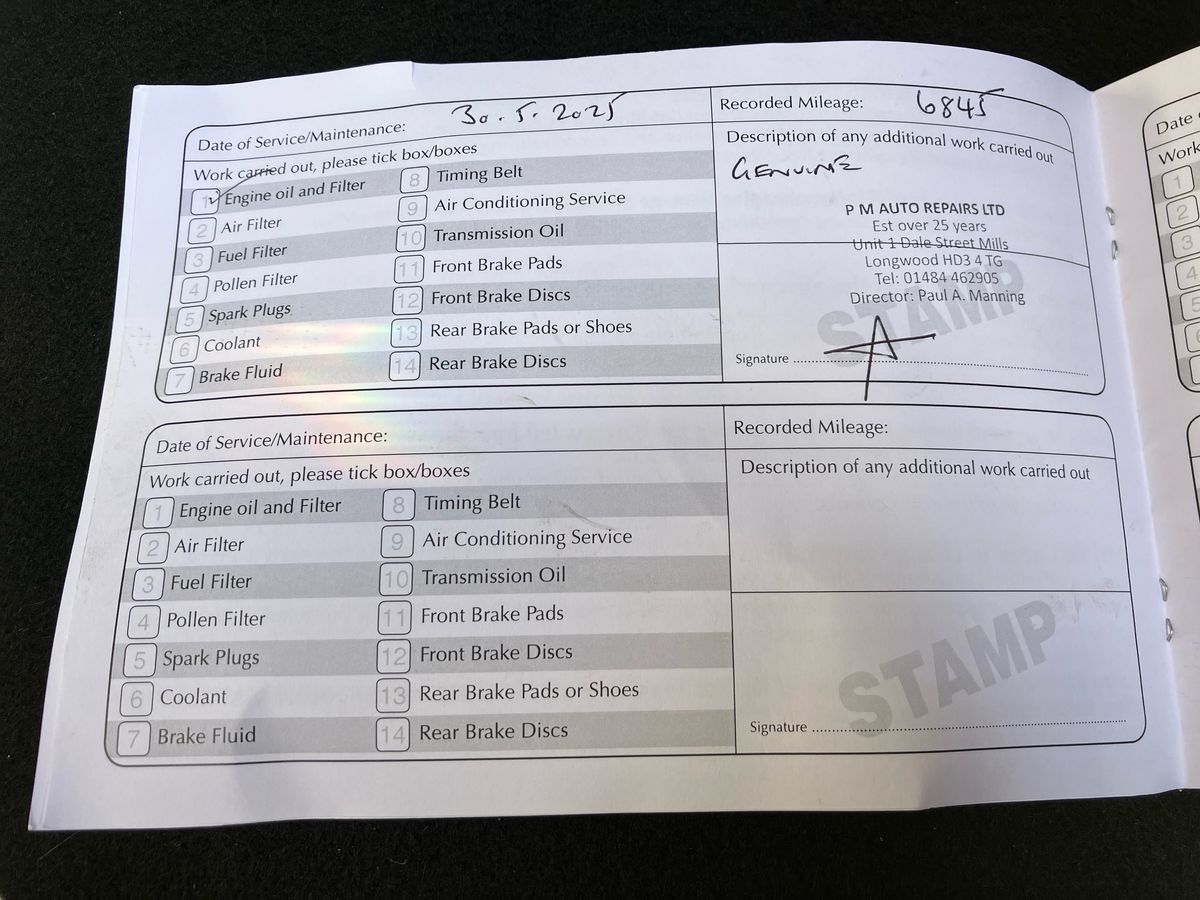 Date of Service/Maintenance: 30.5.2025
Recorded Mileage: 6845
Work carried out, please tick box/boxes
1 Engine oil and Filter
2 Air Filter
3 Fuel Filter
4 Pollen Filter
5 Spark Plugs
6 Coolant
7 Brake Fluid
8 Timing Belt
9 Air Conditioning Service
10 Transmission Oil
11 Front Brake Pads
12 Front Brake Discs
13 Rear Brake Pads or Shoes
14 Rear Brake Discs
Description of any additional work carried out
GENUINE
P M AUTO REPAIRS LTD
Est over 25 years
Unit 1 Dale Street Mills
Longwood HD3 4 TG
Tel: 01484 462905
Director: Paul A. Manning
STAMP
Signature
Date of Service/Maintenance:
Recorded Mileage:
Work carried out, please tick box/boxes
1 Engine oil and Filter
2 Air Filter
3 Fuel Filter
4 Pollen Filter
5 Spark Plugs
6 Coolant
7 Brake Fluid
8 Timing Belt
9 Air Conditioning Service
10 Transmission Oil
11 Front Brake Pads
12 Front Brake Discs
13 Rear Brake Pads or Shoes
14 Rear Brake Discs
Description of any additional work carried out
STAMP
Signature
Date
Work
1
2
3
4
5